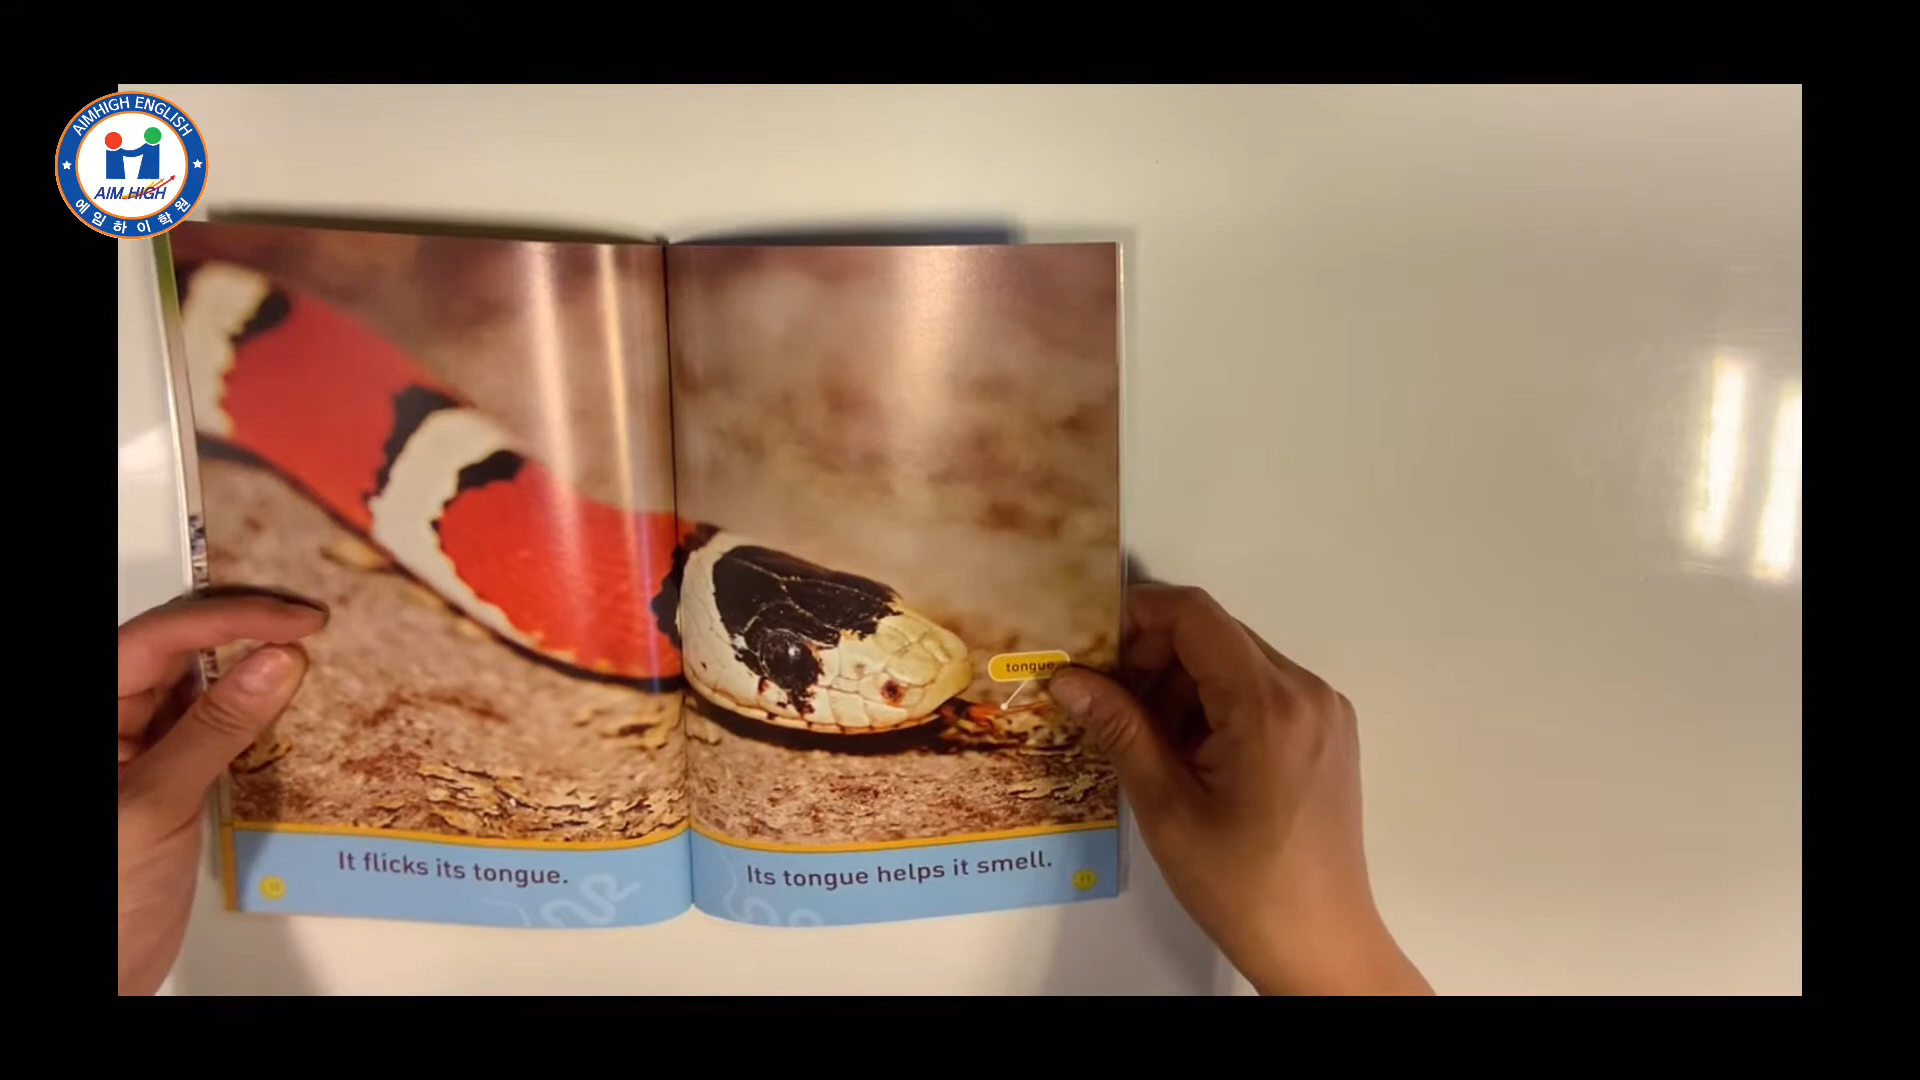 AIMHIGH ENGLISH
AIM HIGH
에임하이학원
tongue
It flicks its tongue.
Its tongue helps it smell.